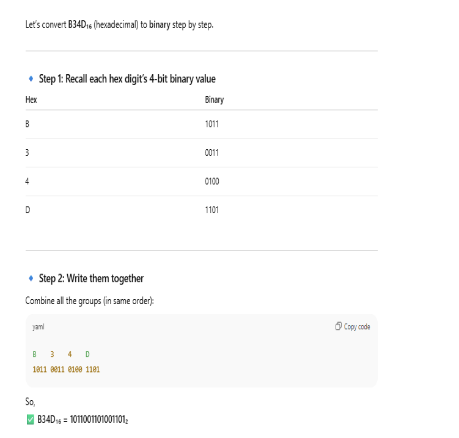 Let's convert B34D₁₆ (hexadecimal) to binary step by step.
Step 1: Recall each hex digit's 4-bit binary value
Hex Binary
B 1011
3 0011
4 0100
D 1101
Step 2: Write them together
Combine all the groups (in same order):
yaml Copy code
B 3 4 D
1011 0011 0100 1101
So,
✅ B34D₁₆ = 1011001101001101₂